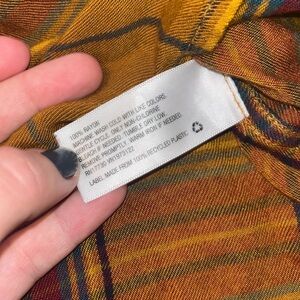 100% RAYON
MACHINE WASH COLD WITH LIKE COLORS
GENTLE CYCLE. ONLY NON-CHLORINE
BLEACH IF NEEDED. TUMBLE DRY LOW
REMOVE PROMPTLY. WARM IRON IF NEEDED.
RN17730
LABEL MADE FROM 100% RECYCLED PLASTIC